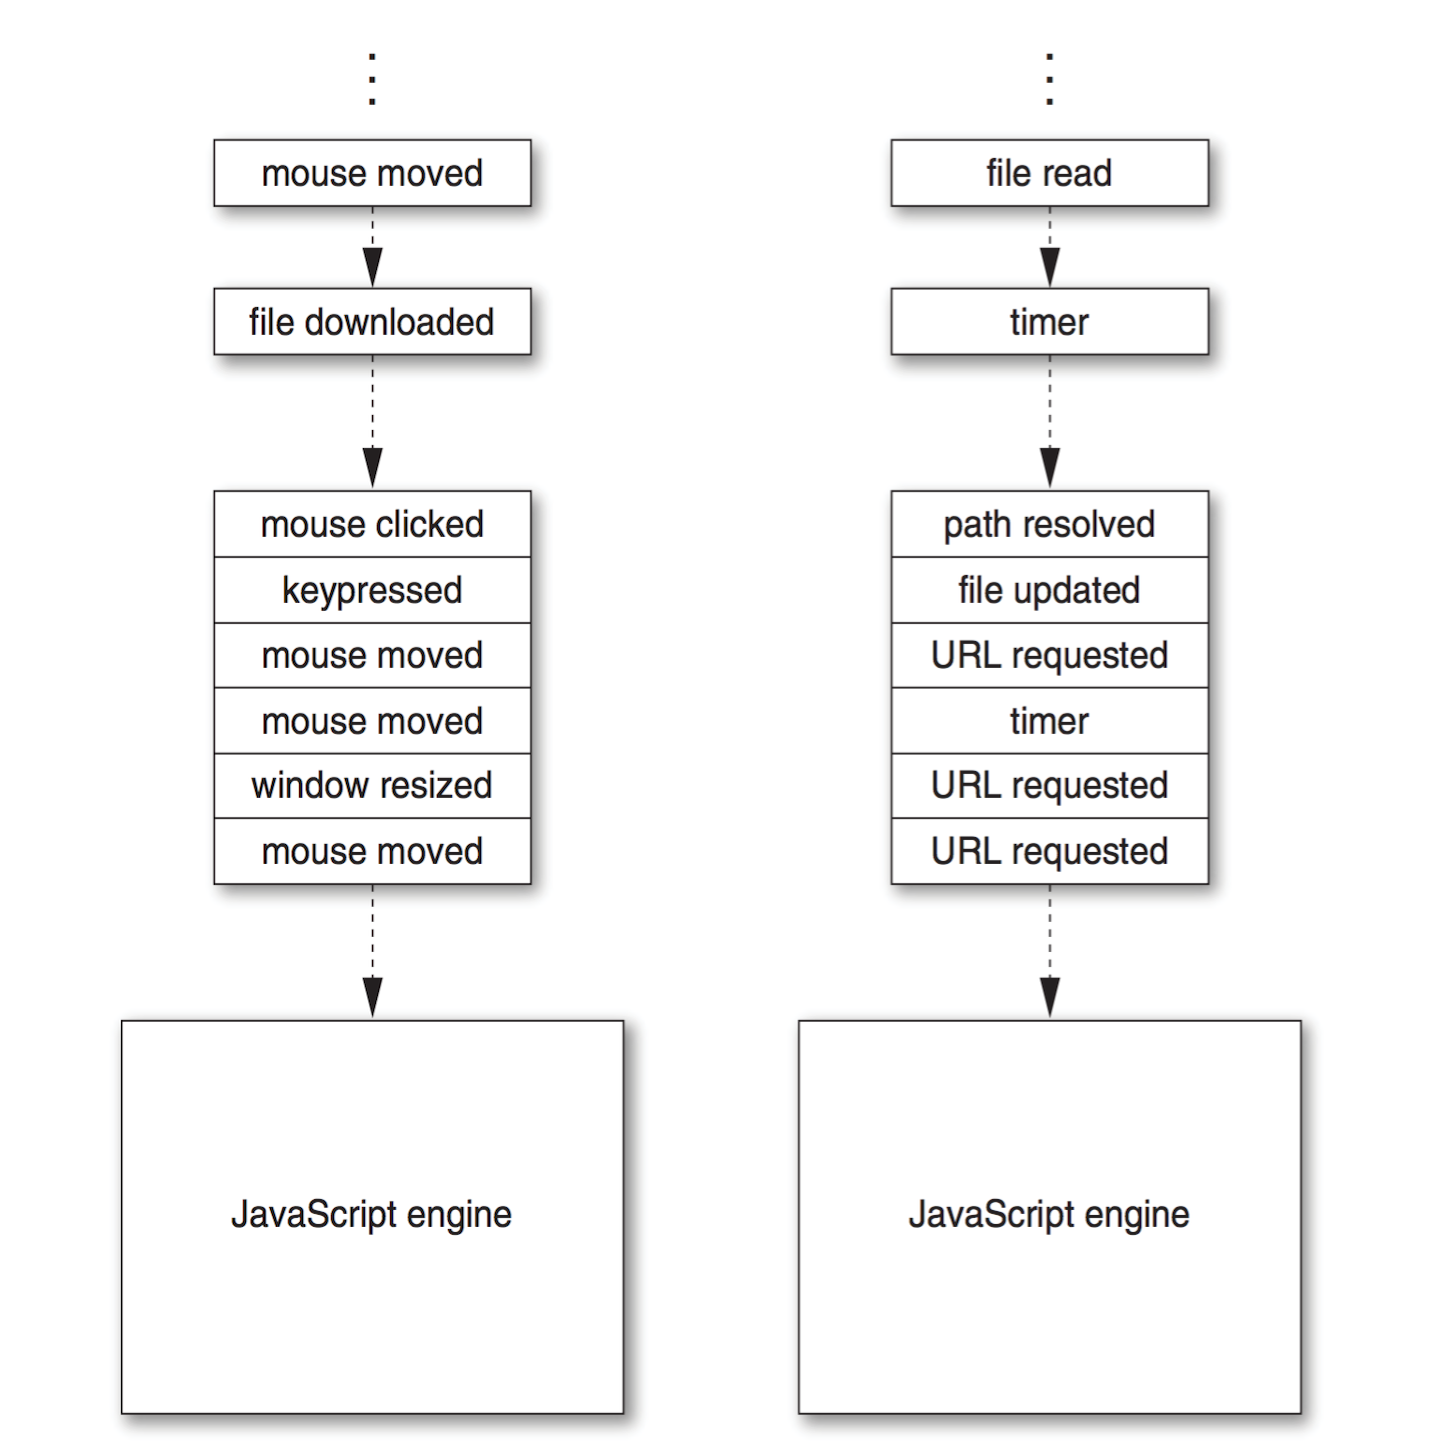 mouse moved
file downloaded
mouse clicked
keypressed
mouse moved
mouse moved
window resized
mouse moved
JavaScript engine
file read
timer
path resolved
file updated
URL requested
timer
URL requested
URL requested
JavaScript engine